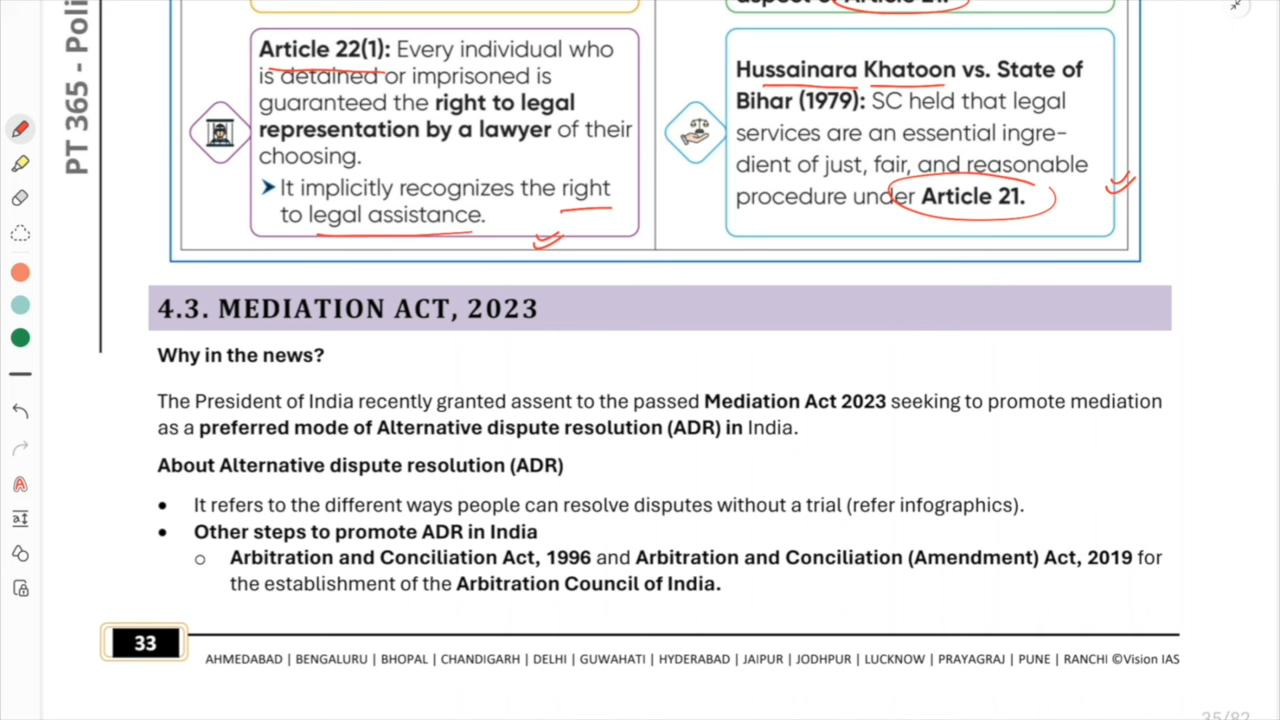 PT 365 - Poli
Article 21.
Article 22(1): Every individual who
is detained or imprisoned is
guaranteed the right to legal
representation by a lawyer of their
choosing.
➤ It implicitly recognizes the right
to legal assistance.
Hussainara Khatoon vs. State of
Bihar (1979): SC held that legal
services are an essential ingre-
dient of just, fair, and reasonable
procedure under Article 21.
4.3. MEDIATION ACT, 2023
Why in the news?
The President of India recently granted assent to the passed Mediation Act 2023 seeking to promote mediation
as a preferred mode of Alternative dispute resolution (ADR) in India.
About Alternative dispute resolution (ADR)
• It refers to the different ways people can resolve disputes without a trial (refer infographics).
• Other steps to promote ADR in India
o Arbitration and Conciliation Act, 1996 and Arbitration and Conciliation (Amendment) Act, 2019 for
the establishment of the Arbitration Council of India.
33
AHMEDABAD | BENGALURU | BHOPAL | CHANDIGARH | DELHI | GUWAHATI | HYDERABAD | JAIPUR | JODHPUR | LUCKNOW | PRAYAGRAJ | PUNE | RANCHI ©Vision IAS
35/82